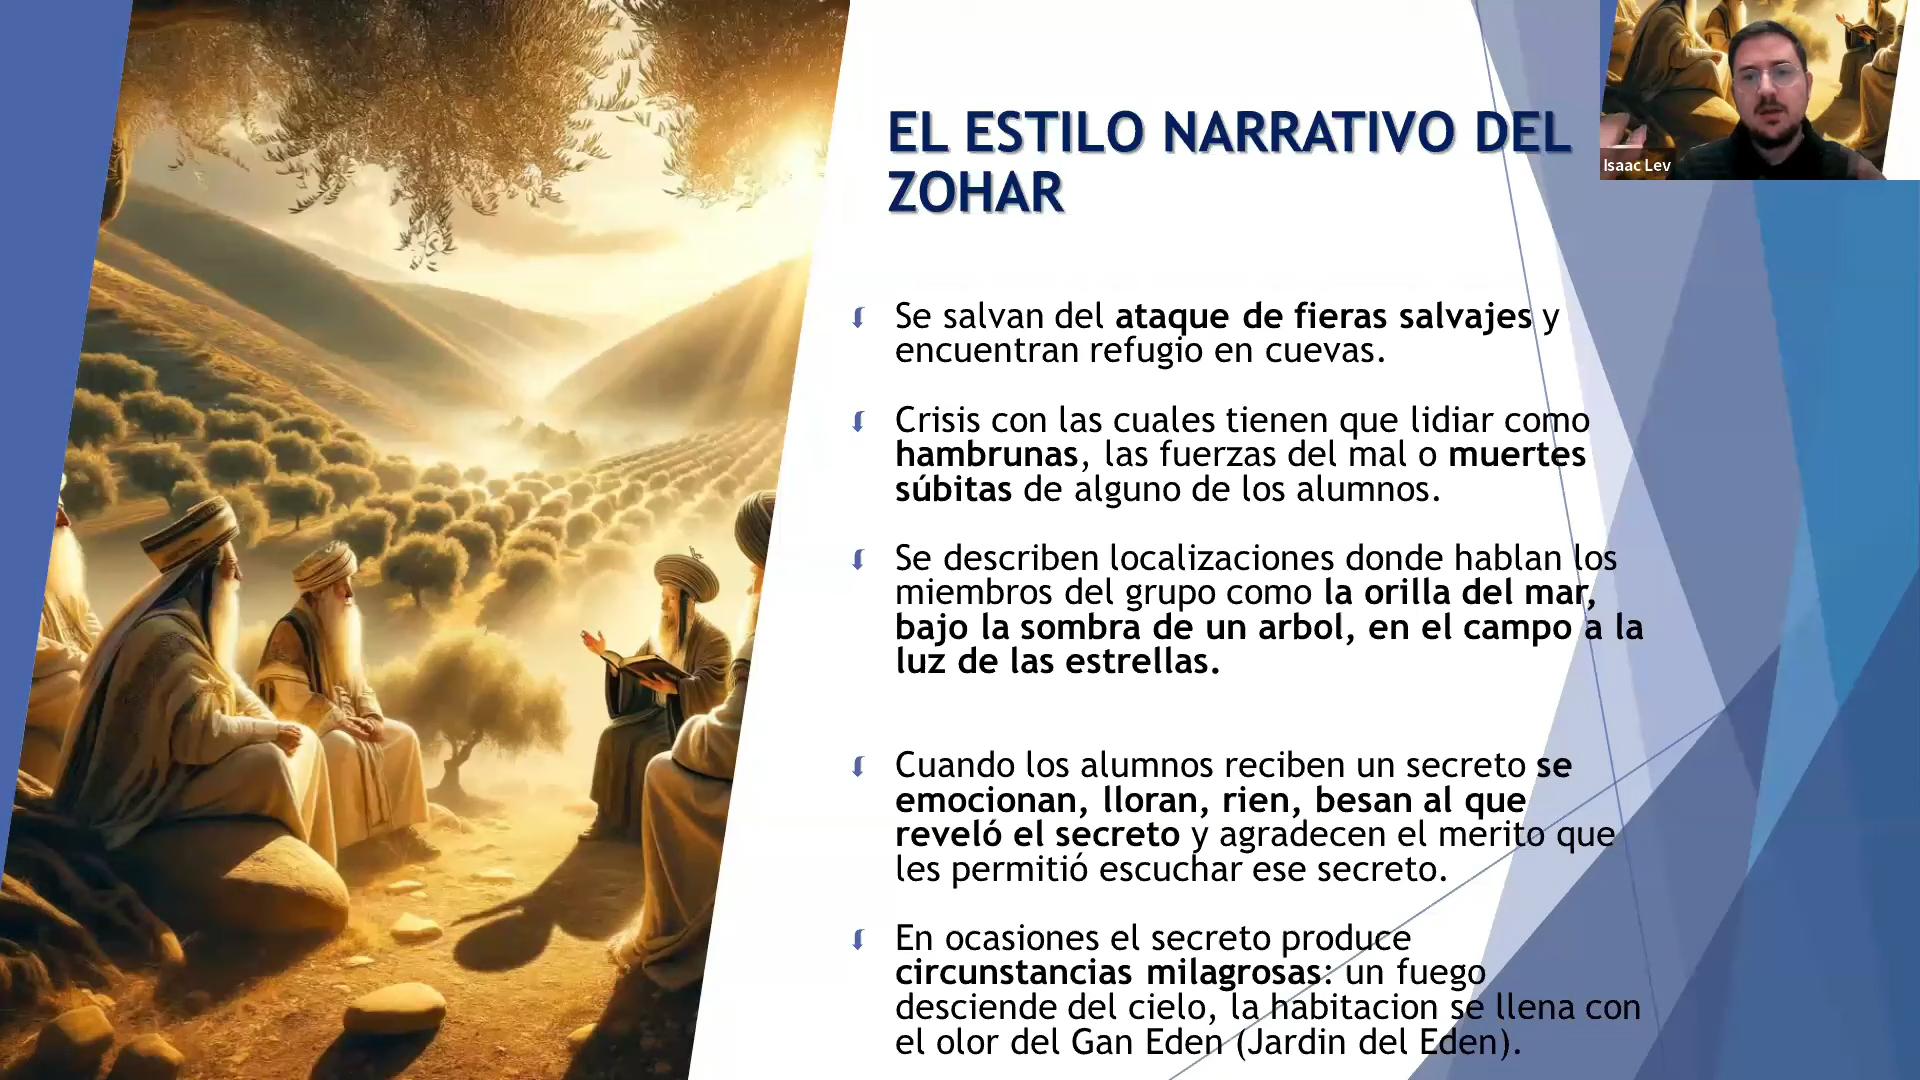 EL ESTILO NARRATIVO DEL
ZOHAR
Isaac Lev
Se salvan del ataque de fieras salvajes y
encuentran refugio en cuevas.
Crisis con las cuales tienen que lidiar como
hambrunas, las fuerzas del mal o muertes
súbitas de alguno de los alumnos.
Se describen localizaciones donde hablan los
miembros del grupo como la orilla del mar,
bajo la sombra de un arbol, en el campo a la
luz de las estrellas.
Cuando los alumnos reciben un secreto se
emocionan, lloran, rien, besan al que
reveló el secreto y agradecen el merito que
les permitió escuchar ese secreto.
En ocasiones el secreto produce
circunstancias milagrosas: un fuego
desciende del cielo, la habitacion se llena con
el olor del Gan Eden (Jardin del Eden).